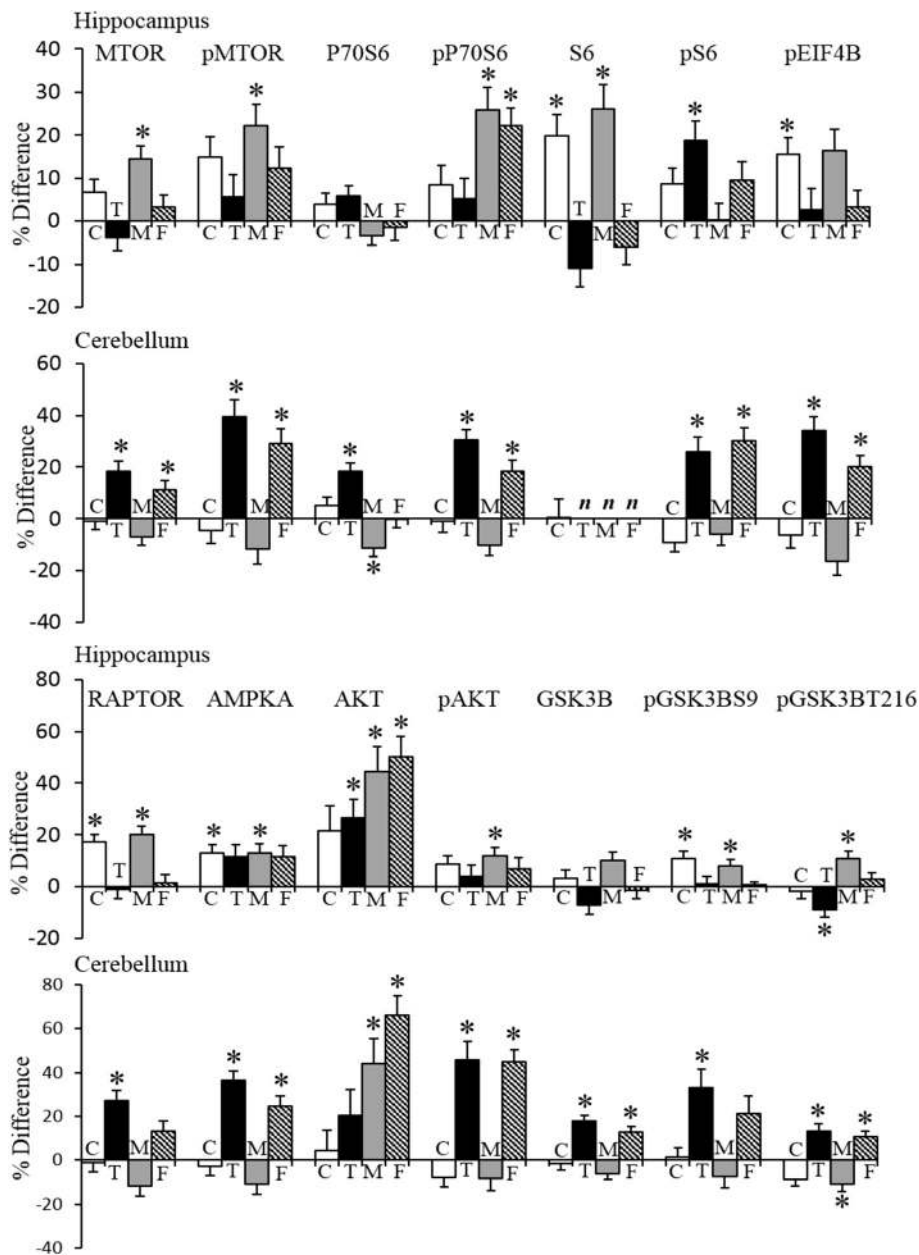 Hippocampus
MTOR pMTOR P70S6 pP70S6 S6 pS6 pEIF4B
40
30
20
10
0
-10
-20
% Difference
* * * * * * * *
C T M F C T M F C T M F C T M F C T M F C T M F C T M F
Cerebellum
60
40
20
0
-20
-40
% Difference
* * * * * * * * * * * *
C T M F C T M F C T M F C T M F C T M F C T M F C T M F
n n n
Hippocampus
RAPTOR AMPKA AKT pAKT GSK3B pGSK3BS9 pGSK3BT216
80
60
40
20
0
-20
% Difference
* * * * * * * * * * * *
C T M F C T M F C T M F C T M F C T M F C T M F C T M F
Cerebellum
80
60
40
20
0
-20
-40
% Difference
* * * * * * * * * * * * *
C T M F C T M F C T M F C T M F C T M F C T M F C T M F